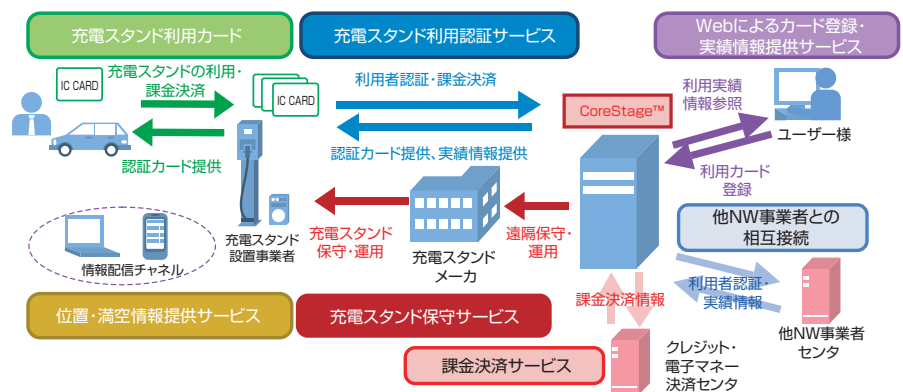 充電スタンド利用カード
充電スタンド利用認証サービス
Webによるカード登録・
実績情報提供サービス
IC CARD
充電スタンドの利用・
課金決済
IC CARD
利用者認証・課金決済
CoreStage™
利用実績
情報参照
ユーザー様
認証カード提供
認証カード提供、実績情報提供
利用カード
登録
充電スタンド
設置事業者
充電スタンド
保守・運用
充電スタンド
メーカ
遠隔保守・
運用
他NW事業者との
相互接続
情報配信チャネル
課金決済情報
利用者認証・
実績情報
位置・満空情報提供サービス
充電スタンド保守サービス
他NW事業者
センタ
課金決済サービス
クレジット・
電子マネー
決済センタ